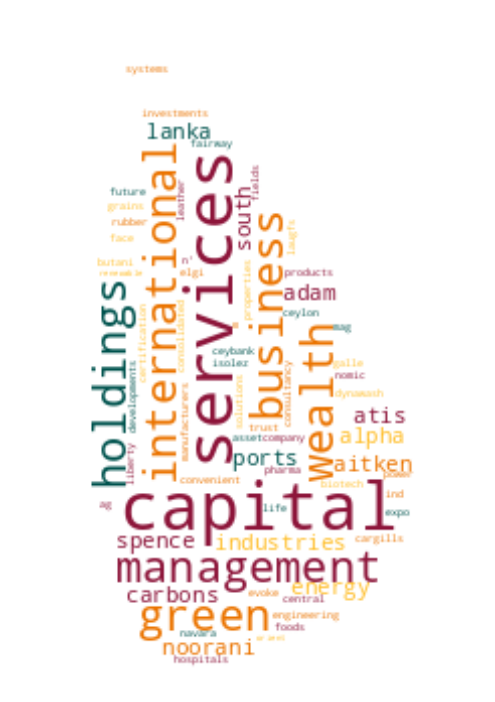 systems
investments
lanka
fairway
international
services
leather
fields
future
south
grains
rubber
business
face
laugfs
butani
n'
renewable
elgi
properties
products
holdings
adam
certification
consolidated
ceylon
mag
wealth
ceybank
isolez
developments
galle
consultancy
nomic
solutions
manufacturers
dynawash
atis
trust
alpha
assetcompany
liberty
ports
aitken
pharma
power
convenient
biotech
capital
ind
ag
life
expo
spence
industries
cargills
management
energy
carbons
evoke
central
green
engineering
foods
navara
noorani
hospitals